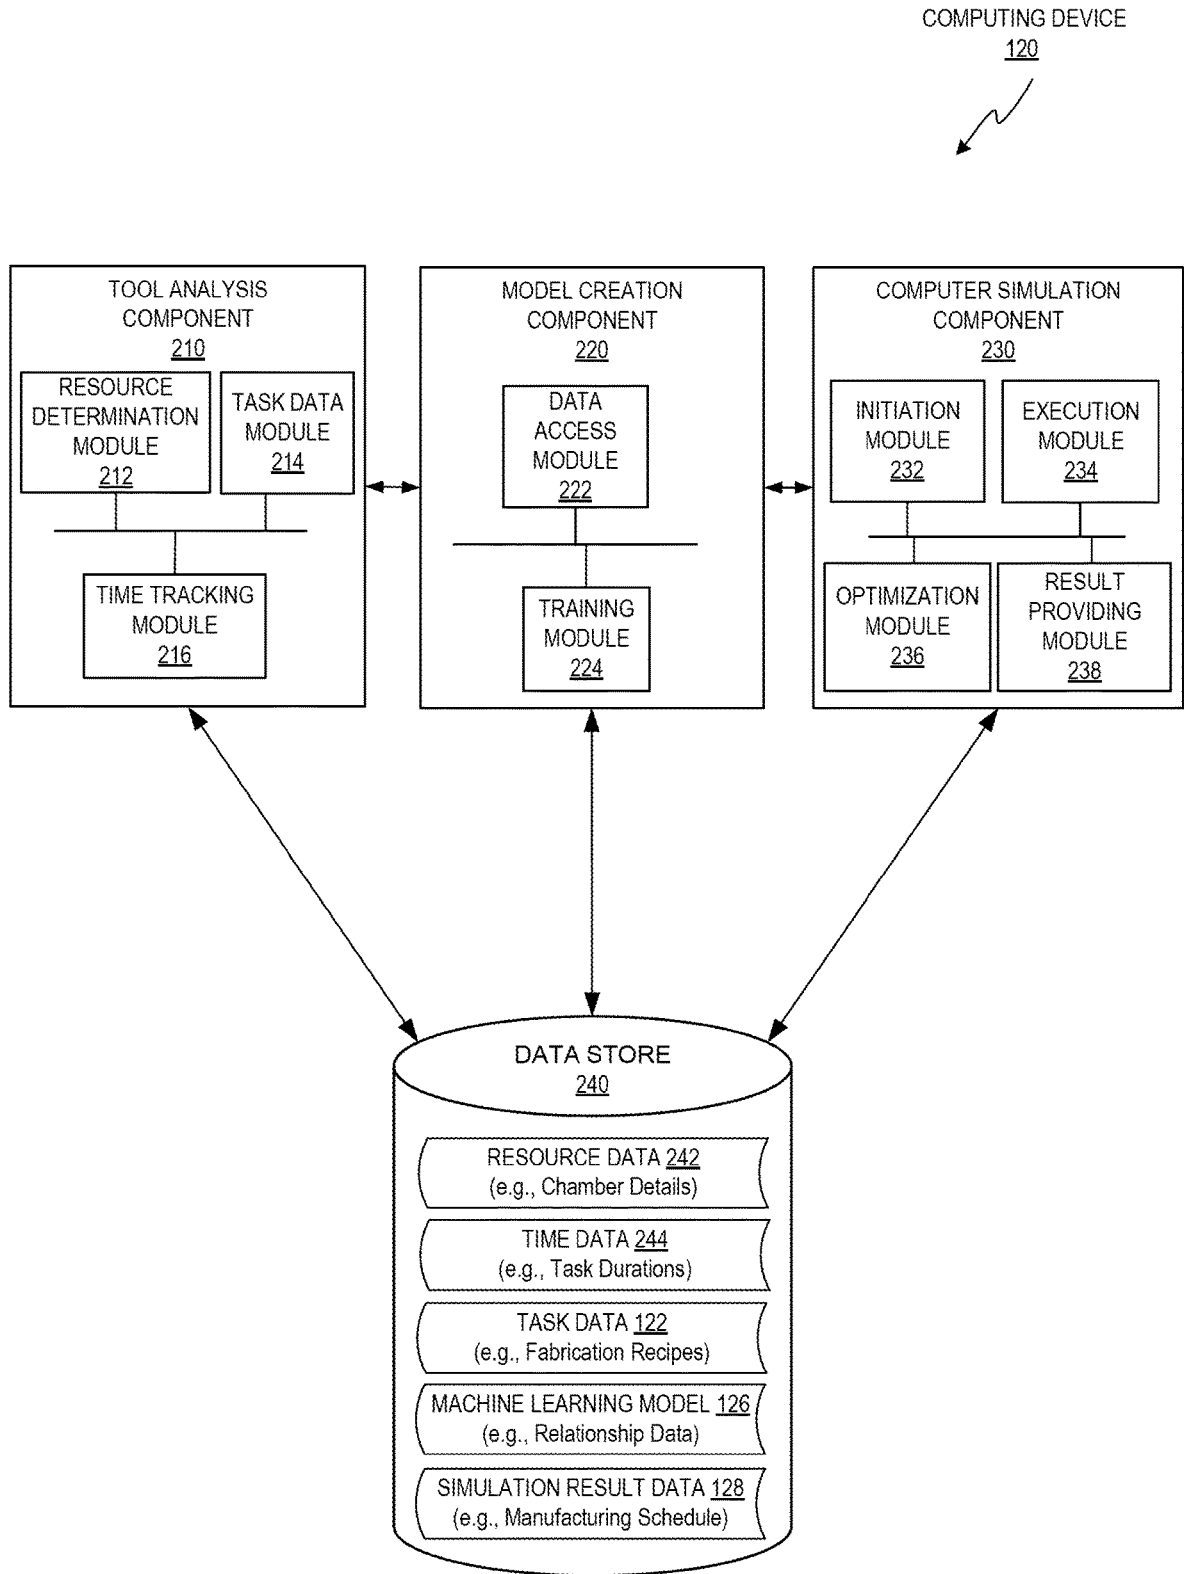 COMPUTING DEVICE
120
TOOL ANALYSIS
COMPONENT
210
RESOURCE
DETERMINATION
MODULE
212
TASK DATA
MODULE
214
TIME TRACKING
MODULE
216
MODEL CREATION
COMPONENT
220
DATA
ACCESS
MODULE
222
TRAINING
MODULE
224
COMPUTER SIMULATION
COMPONENT
230
INITIATION
MODULE
232
EXECUTION
MODULE
234
OPTIMIZATION
MODULE
236
RESULT
PROVIDING
MODULE
238
DATA STORE
240
RESOURCE DATA 242
(e.g., Chamber Details)
TIME DATA 244
(e.g., Task Durations)
TASK DATA 122
(e.g., Fabrication Recipes)
MACHINE LEARNING MODEL 126
(e.g., Relationship Data)
SIMULATION RESULT DATA 128
(e.g., Manufacturing Schedule)